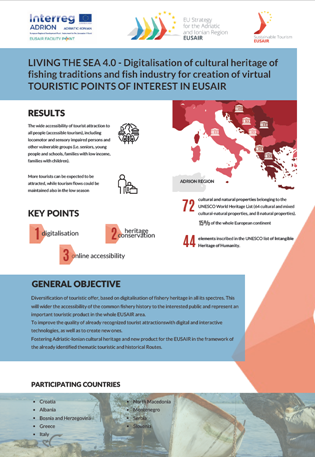 Interreg
ADRION
ADRIATIC-IONIAN
EUSAIR FACILITY POINT
EU Strategy
for the Adriatic
and Ionian Region
EUSAIR
Sustainable Tourism
EUSAIR
LIVING THE SEA 4.0 - Digitalisation of cultural heritage of
fishing traditions and fish industry for creation of virtual
TOURISTIC POINTS OF INTEREST IN EUSAIR
RESULTS
The wide accessibility of tourist attraction to
all people (accessible tourism), including
locomotor and sensory impaired persons and
other vulnerable groups (i.e. seniors, young
people and schools, families with low income,
families with children).
More tourists can be expected to be
attracted, while tourism flows could be
maintained also in the low season
ADRION REGION
72 cultural and natural properties belonging to the
UNESCO World Heritage List (64 cultural and mixed
cultural-natural properties, and 8 natural properties).
15% of the whole European continent
44 elements inscribed in the UNESCO list of Intangible
Heritage of Humanity.
KEY POINTS
1 digitalisation
2 heritage
conservation
3 online accessibility
GENERAL OBJECTIVE
Diversification of touristic offer, based on digitalisation of fishery heritage in all its spectres. This
will wider the accessibility of the common fishery history to the interested public and represent an
important touristic product in the whole EUSAIR area.
To improve the quality of already recognized tourist attractions with digital and interactive
technologies, as well as to create new ones,
Fostering Adriatic-Ionian cultural heritage and new product for the EUSAIR in the framework of
the already identified thematic touristic and historical Routes.
PARTICIPATING COUNTRIES
• Croatia
• Albania
• Bosnia and Herzegovina
• Greece
• Italy
• North Macedonia
• Montenegro
• Serbia
• Slovenia